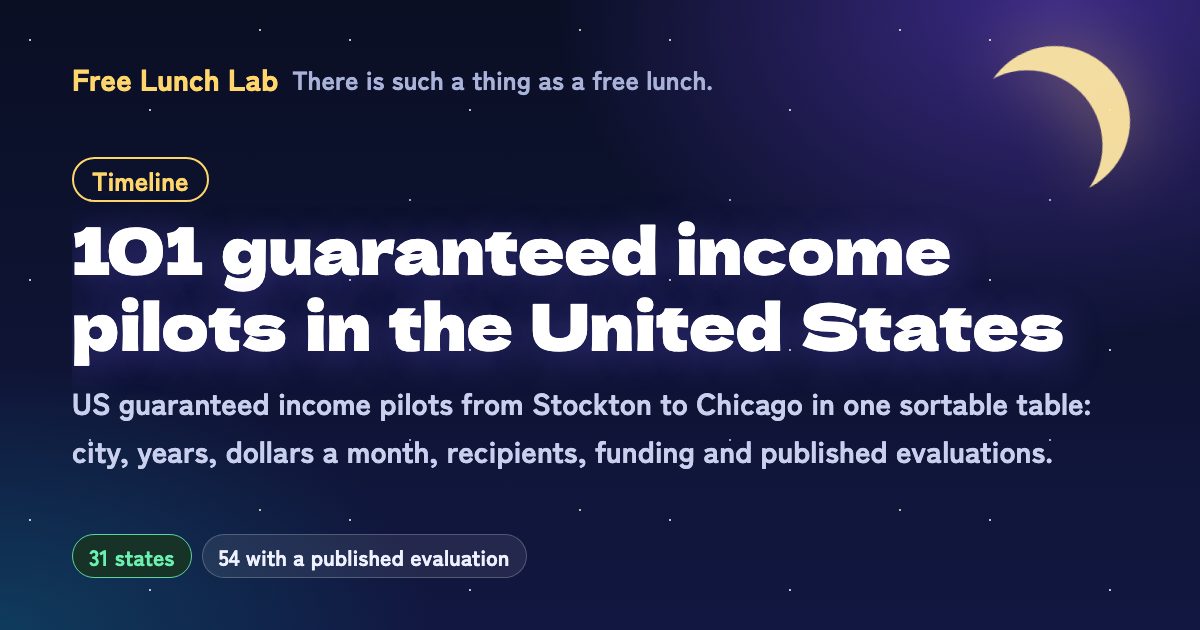 Free Lunch Lab There is such a thing as a free lunch.
Timeline
101 guaranteed income
pilots in the United States
US guaranteed income pilots from Stockton to Chicago in one sortable table:
city, years, dollars a month, recipients, funding and published evaluations.
31 states 54 with a published evaluation